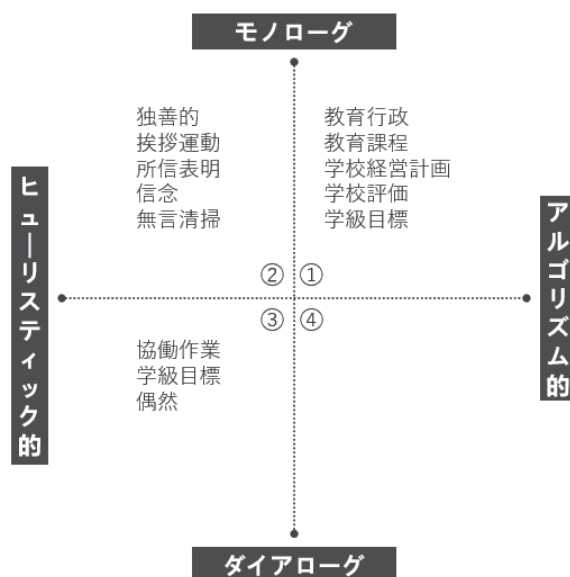 モノローグ
独善的
挨拶運動
所信表明
信念
無言清掃
教育行政
教育課程
学校経営計画
学校評価
学級目標
ヒューリスティック的
アルゴリズム的
② ①
③ ④
協働作業
学級目標
偶然
ダイアローグ